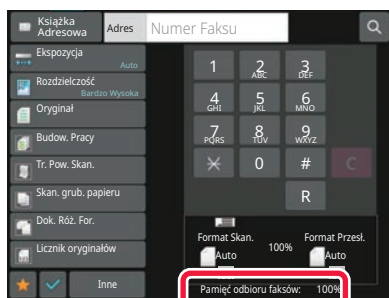 Książka
Adresowa
Adres
Numer Faksu
Ekspozycja
Auto
Rozdzielczość
Bardzo Wysoka
Oryginał
Budow. Pracy
Tr. Pow. Skan.
Skan. grub. papieru
Dok. Róż. For.
Licznik oryginałów
Inne
1
2
ABC
3
DEF
4
GHI
5
JKL
6
MNO
7
PQRS
8
TUV
9
WXYZ
0
#
C
R
Format Skan.
Auto
100%
Format Przesł.
Auto
Pamięć odbioru faksów: 100%